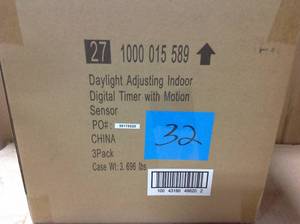 27 1000 015 589
Daylight Adjusting Indoor
Digital Timer with Motion
Sensor
PO#:
CHINA
3Pack
Case Wt: 3. 696 lbs
32